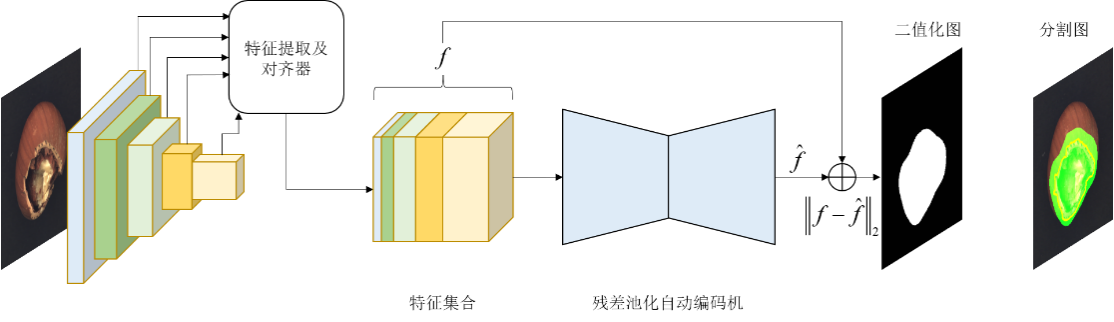 特征提取及
对齐器
f
二值化图
分割图
f̂
‖f − f̂‖₂
特征集合
残差池化自动编码机